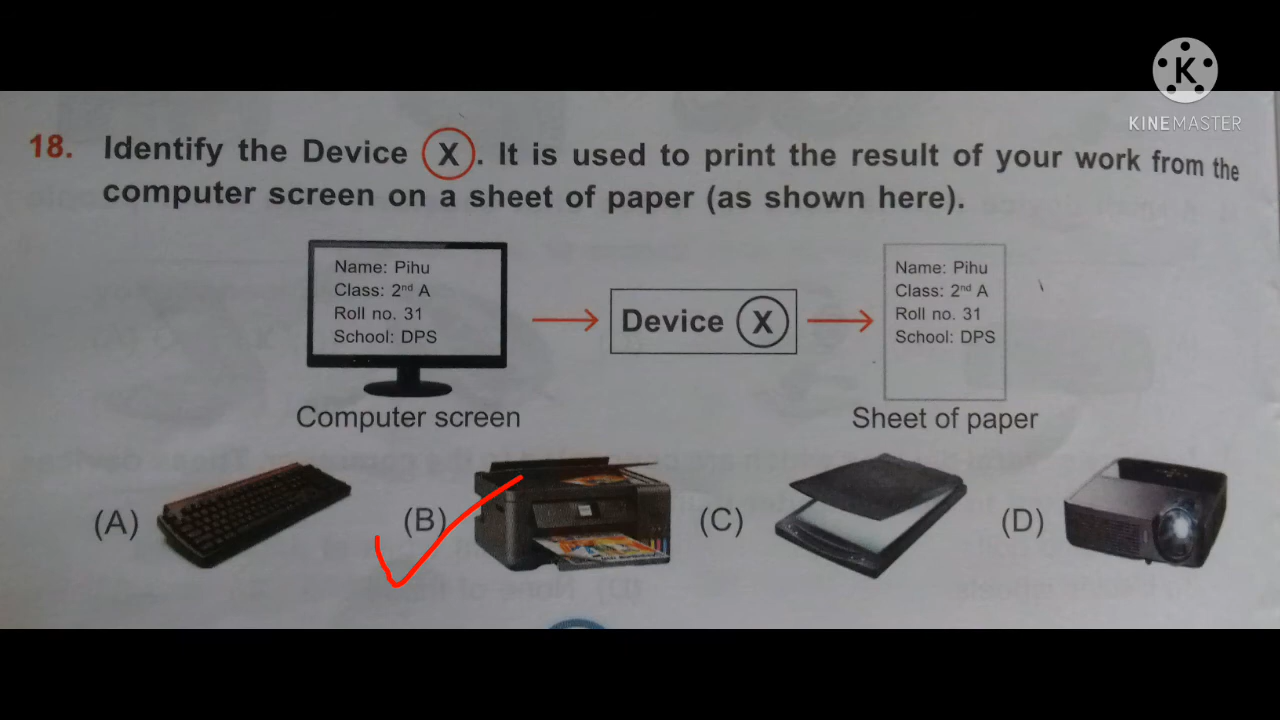 K
KINEMASTER
18. Identify the Device X. It is used to print the result of your work from the
computer screen on a sheet of paper (as shown here).
Name: Pihu
Class: 2nd A
Roll no. 31
School: DPS
Device X
Name: Pihu
Class: 2nd A
Roll no. 31
School: DPS
Computer screen
Sheet of paper
(A) (B) (C) (D)